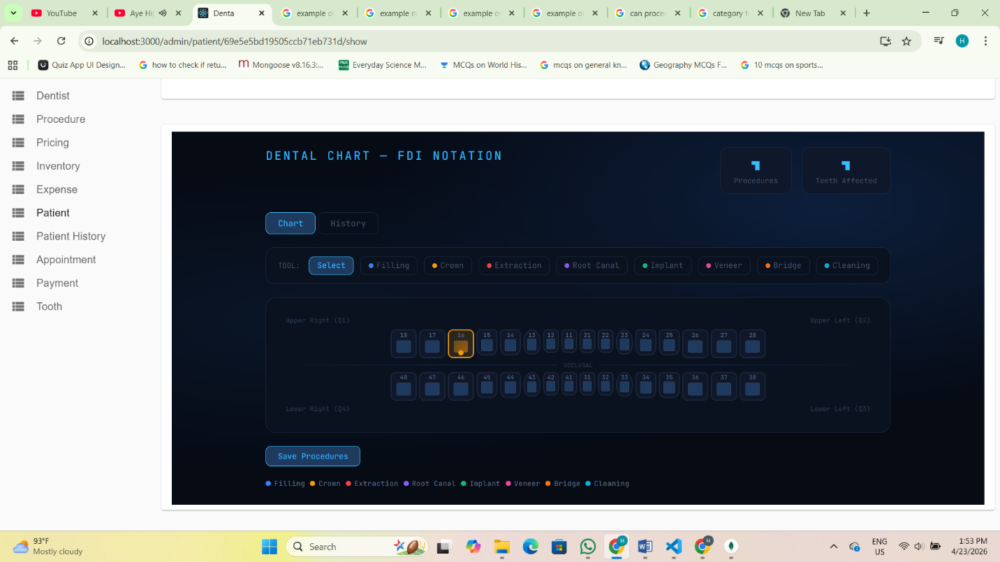 YouTube
Aye Hi
Denta
example o
example n
example o
example o
can proce
category f
New Tab
localhost:3000/admin/patient/69e5e5bd19505ccb71eb731d/show
H
Quiz App UI Design...
how to check if retu...
Mongoose v8.16.3:...
Everyday Science M...
MCQs on World His...
mcqs on general kn...
Geography MCQs F...
10 mcqs on sports...
Dentist
Procedure
Pricing
Inventory
Expense
Patient
Patient History
Appointment
Payment
Tooth
DENTAL CHART — FDI NOTATION
1 Procedures
1 Teeth Affected
Chart History
TOOL: Select Filling Crown Extraction Root Canal Implant Veneer Bridge Cleaning
Upper Right (Q1) Upper Left (Q2)
18 17 16 15 14 13 12 11 21 22 23 24 25 26 27 28
OCCLUSAL
48 47 46 45 44 43 42 41 31 32 33 34 35 36 37 38
Lower Right (Q4) Lower Left (Q3)
Save Procedures
Filling Crown Extraction Root Canal Implant Veneer Bridge Cleaning
93°F
Mostly cloudy
Search
ENG
US
1:53 PM
4/23/2026